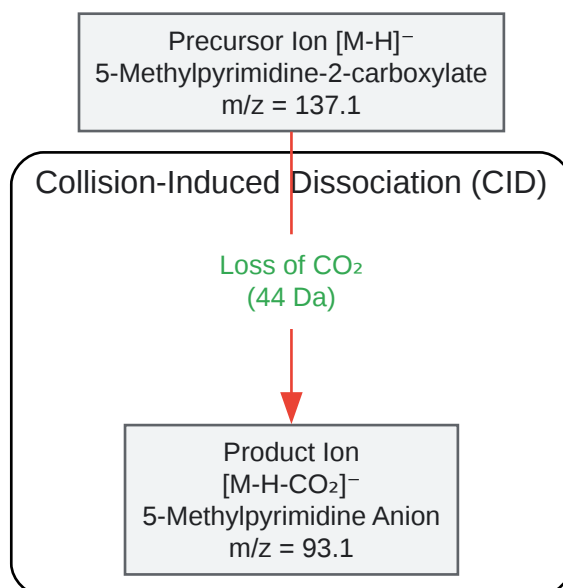 Precursor Ion [M-H]⁻
5-Methylpyrimidine-2-carboxylate
m/z = 137.1
Collision-Induced Dissociation (CID)
Loss of CO₂
(44 Da)
Product Ion
[M-H-CO₂]⁻
5-Methylpyrimidine Anion
m/z = 93.1